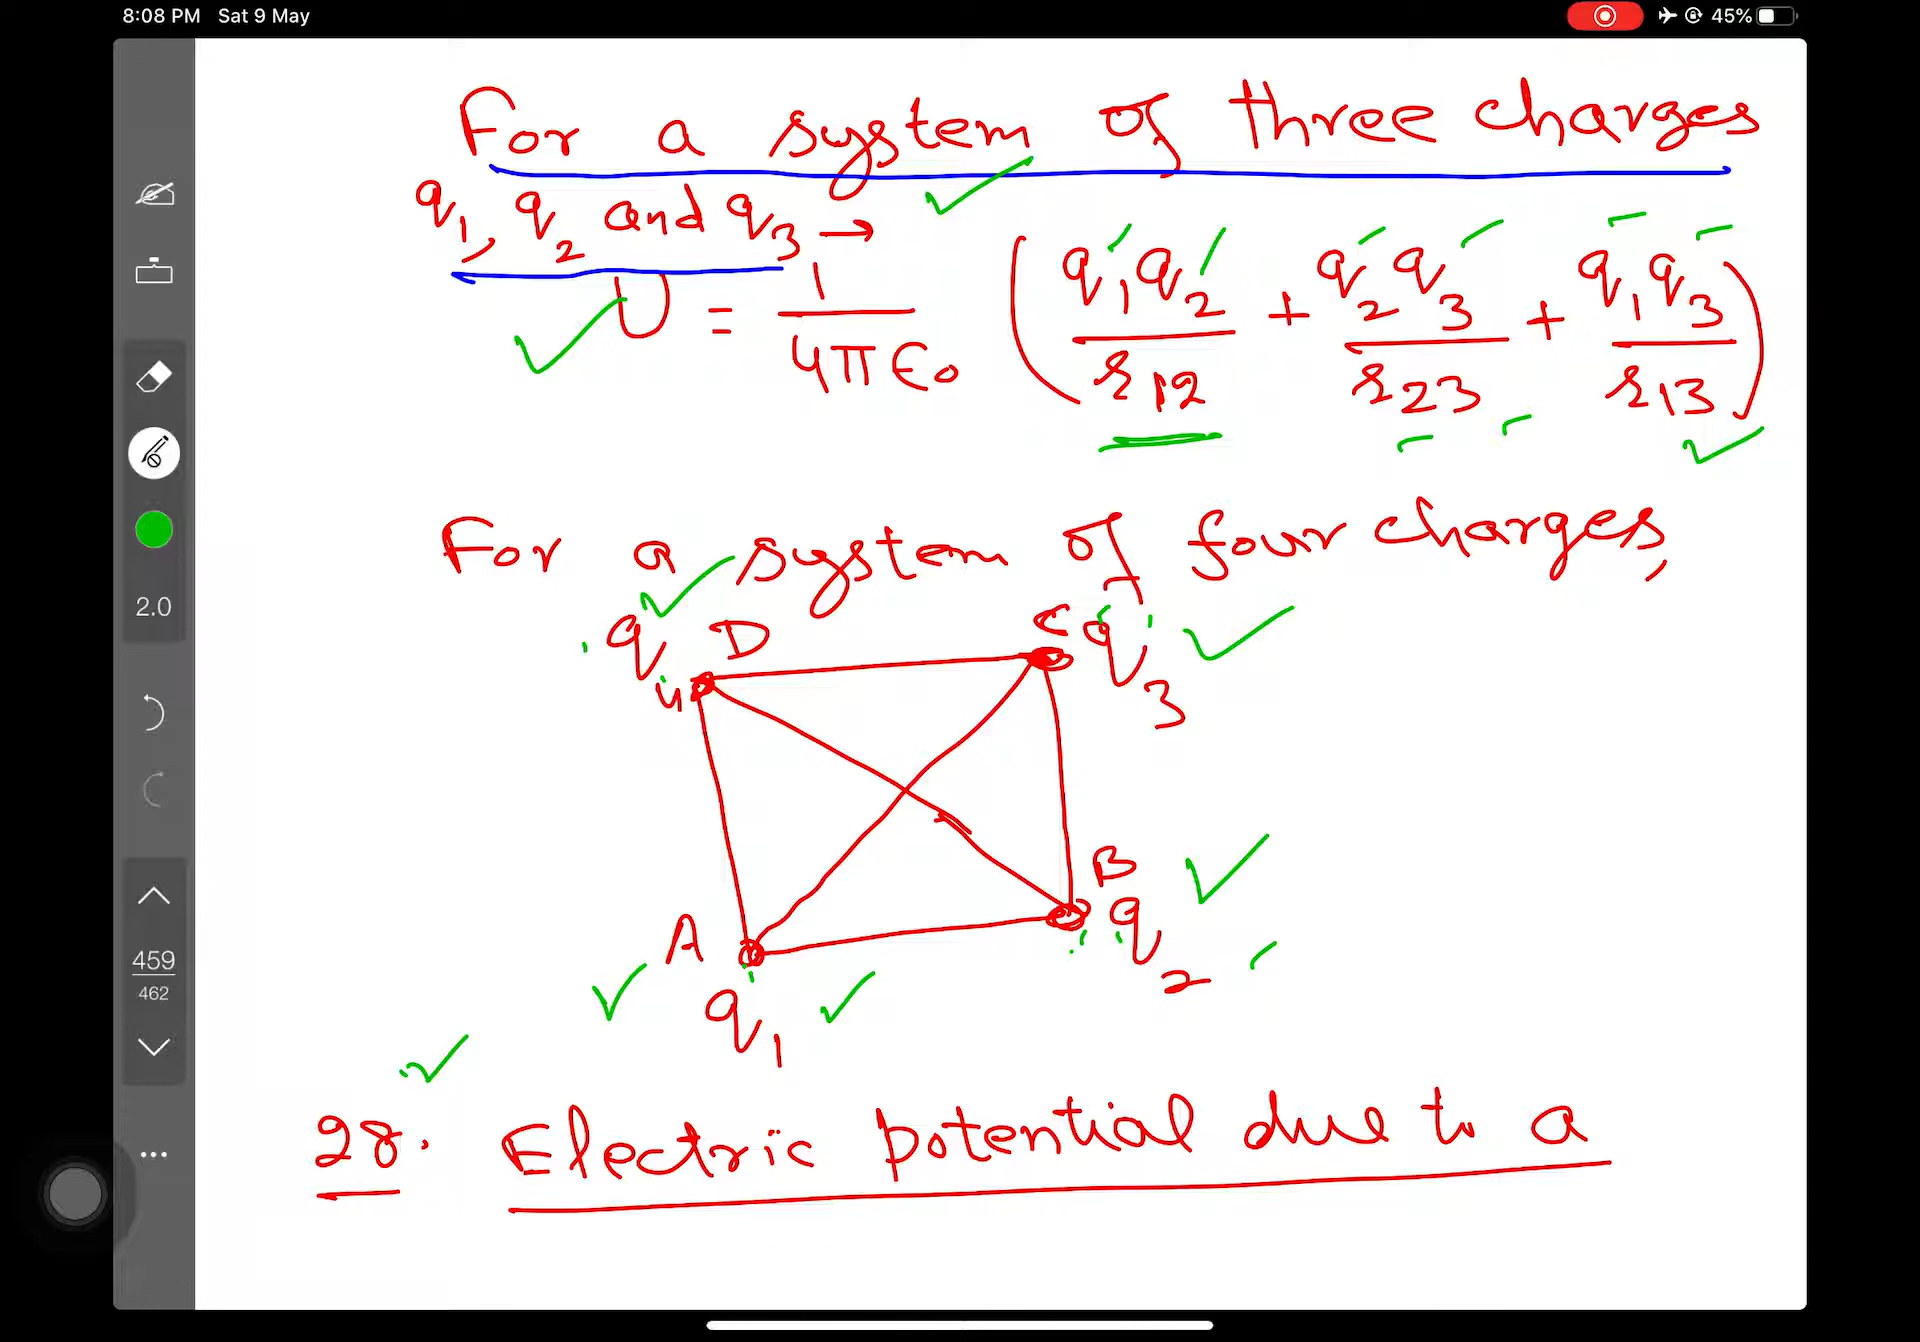 8:08 PM Sat 9 May 45%
For a system of three charges
q1, q2 and q3 →
U = 1/4πε0 (q1q2/r12 + q2q3/r23 + q1q3/r13)
For a system of four charges,
q4 D C q3
2.0
B q2
A q1
459
462
28. Electric potential due to a